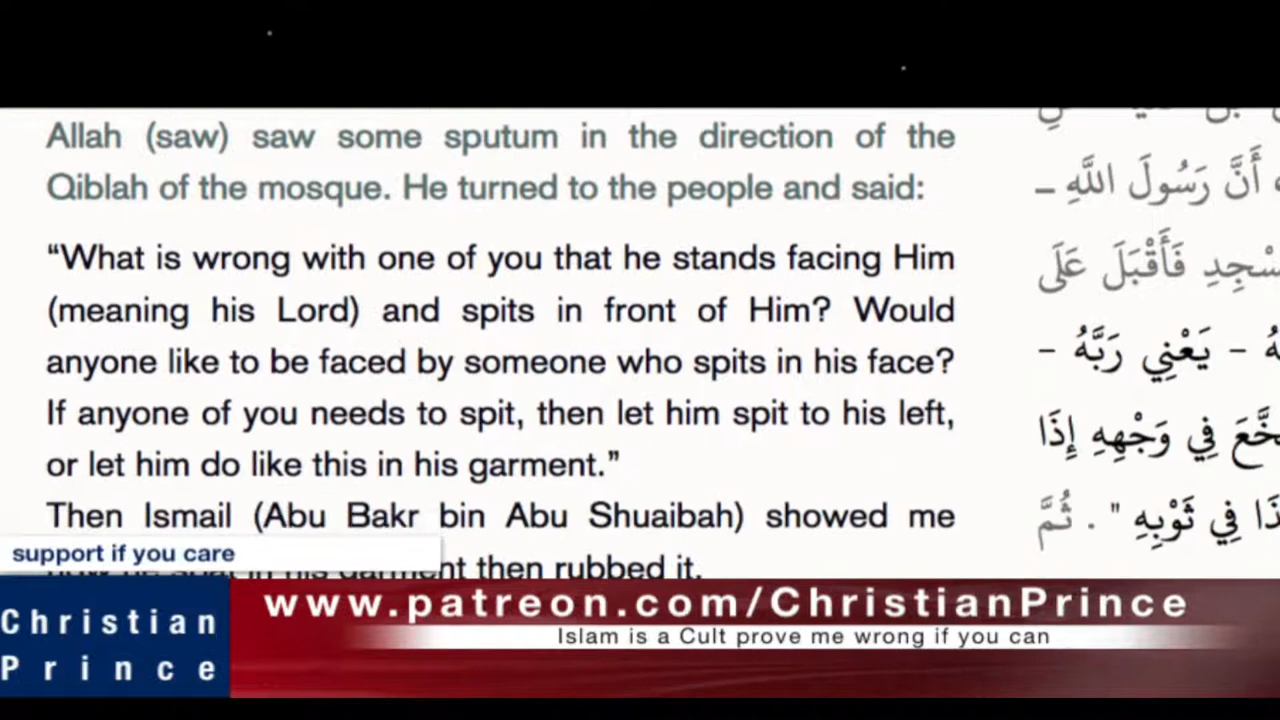 Allah (saw) saw some sputum in the direction of the
Qiblah of the mosque. He turned to the people and said:
“What is wrong with one of you that he stands facing Him
(meaning his Lord) and spits in front of Him? Would
anyone like to be faced by someone who spits in his face?
If anyone of you needs to spit, then let him spit to his left,
or let him do like this in his garment.”
Then Ismail (Abu Bakr bin Abu Shuaibah) showed me
garment then rubbed it.
أَنَّ رَسُولَ اللَّهِ ـ
فَأَقْبَلَ عَلَى
- يَعْنِي رَبَّهُ -
فِي وَجْهِهِ إِذَا
فِي ثَوْبِهِ " . ثُمَّ
support if you care
Christian
Prince
www.patreon.com/ChristianPrince
Islam is a Cult prove me wrong if you can